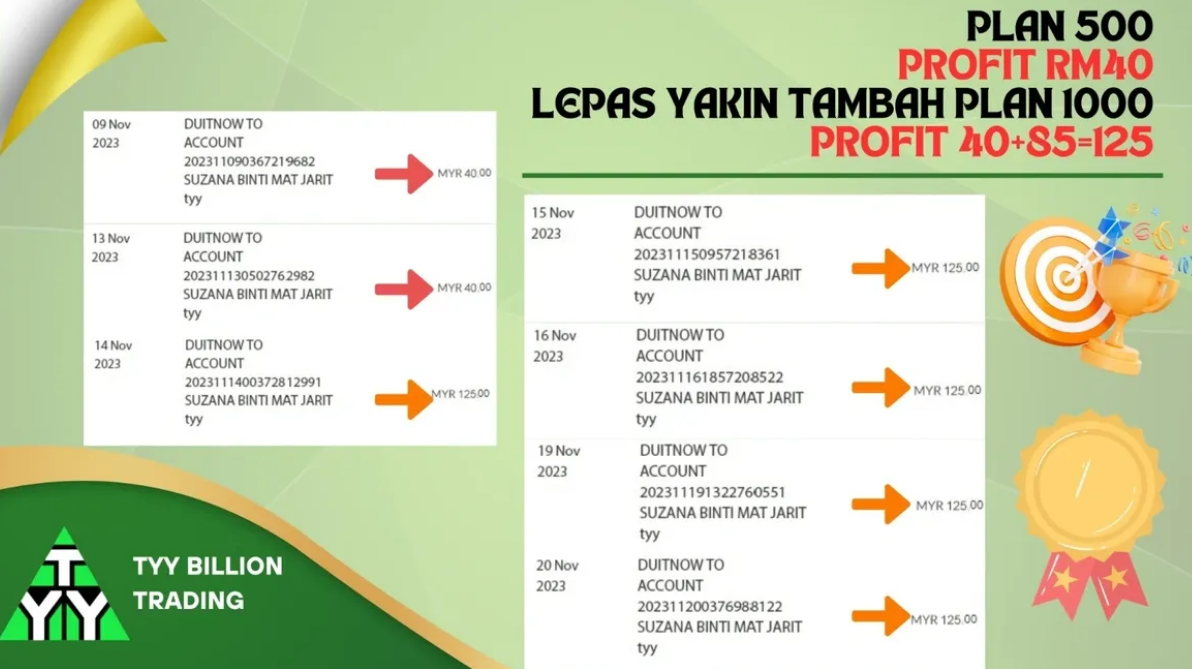 PLAN 500
PROFIT RM40
LEPAS YAKIN TAMBAH PLAN 1000
PROFIT 40+85=125
09 Nov
2023
DUITNOW TO
ACCOUNT
202311090367219682
SUZANA BINTI MAT JARIT
tyy
MYR 40.00
13 Nov
2023
DUITNOW TO
ACCOUNT
202311130502762982
SUZANA BINTI MAT JARIT
tyy
MYR 40.00
14 Nov
2023
DUITNOW TO
ACCOUNT
2023111400372812991
SUZANA BINTI MAT JARIT
tyy
MYR 125.00
15 Nov
2023
DUITNOW TO
ACCOUNT
202311150957218361
SUZANA BINTI MAT JARIT
tyy
MYR 125.00
16 Nov
2023
DUITNOW TO
ACCOUNT
202311161857208522
SUZANA BINTI MAT JARIT
tyy
MYR 125.00
19 Nov
2023
DUITNOW TO
ACCOUNT
202311191322760551
SUZANA BINTI MAT JARIT
tyy
MYR 125.00
20 Nov
2023
DUITNOW TO
ACCOUNT
202311200376988122
SUZANA BINTI MAT JARIT
tyy
MYR 125.00
TYY
TYY BILLION
TRADING